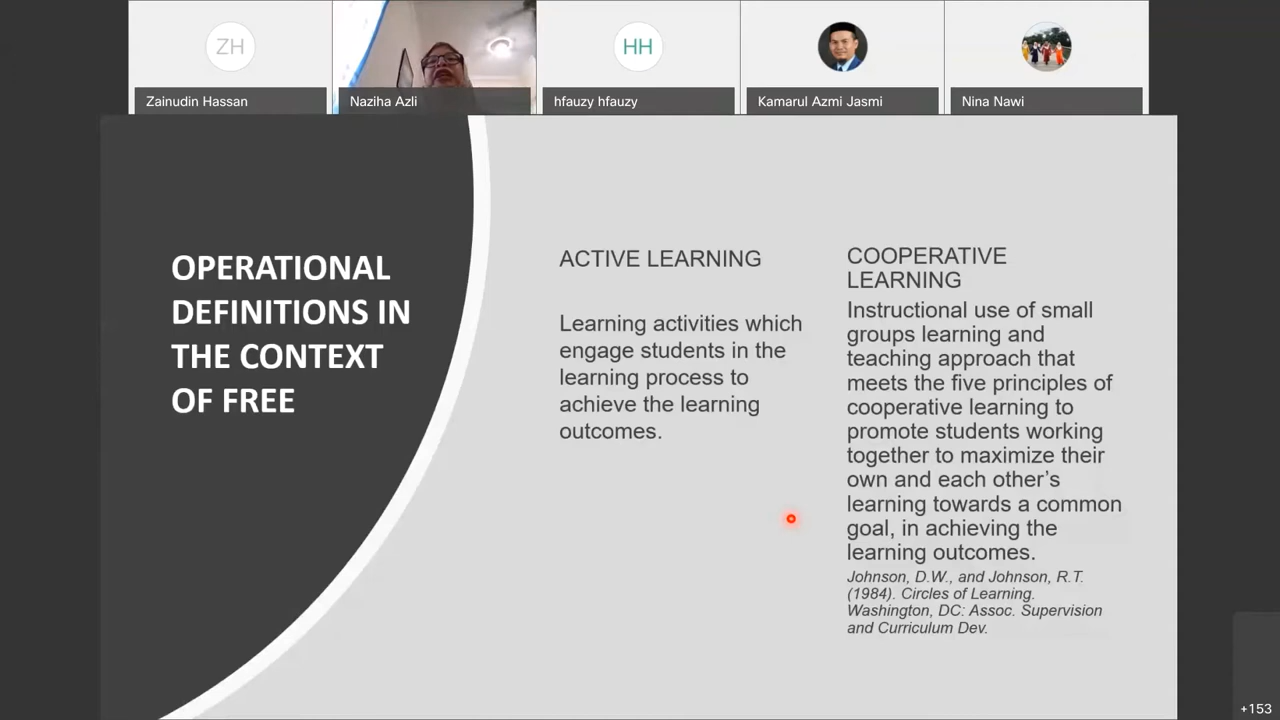 ZH
HH
Zainudin Hassan
Naziha Azli
hfauzy hfauzy
Kamarul Azmi Jasmi
Nina Nawi
OPERATIONAL
DEFINITIONS IN
THE CONTEXT
OF FREE
ACTIVE LEARNING
Learning activities which
engage students in the
learning process to
achieve the learning
outcomes.
COOPERATIVE
LEARNING
Instructional use of small
groups learning and
teaching approach that
meets the five principles of
cooperative learning to
promote students working
together to maximize their
own and each other’s
learning towards a common
goal, in achieving the
learning outcomes.
Johnson, D.W., and Johnson, R.T.
(1984). Circles of Learning.
Washington, DC: Assoc. Supervision
and Curriculum Dev.
+153